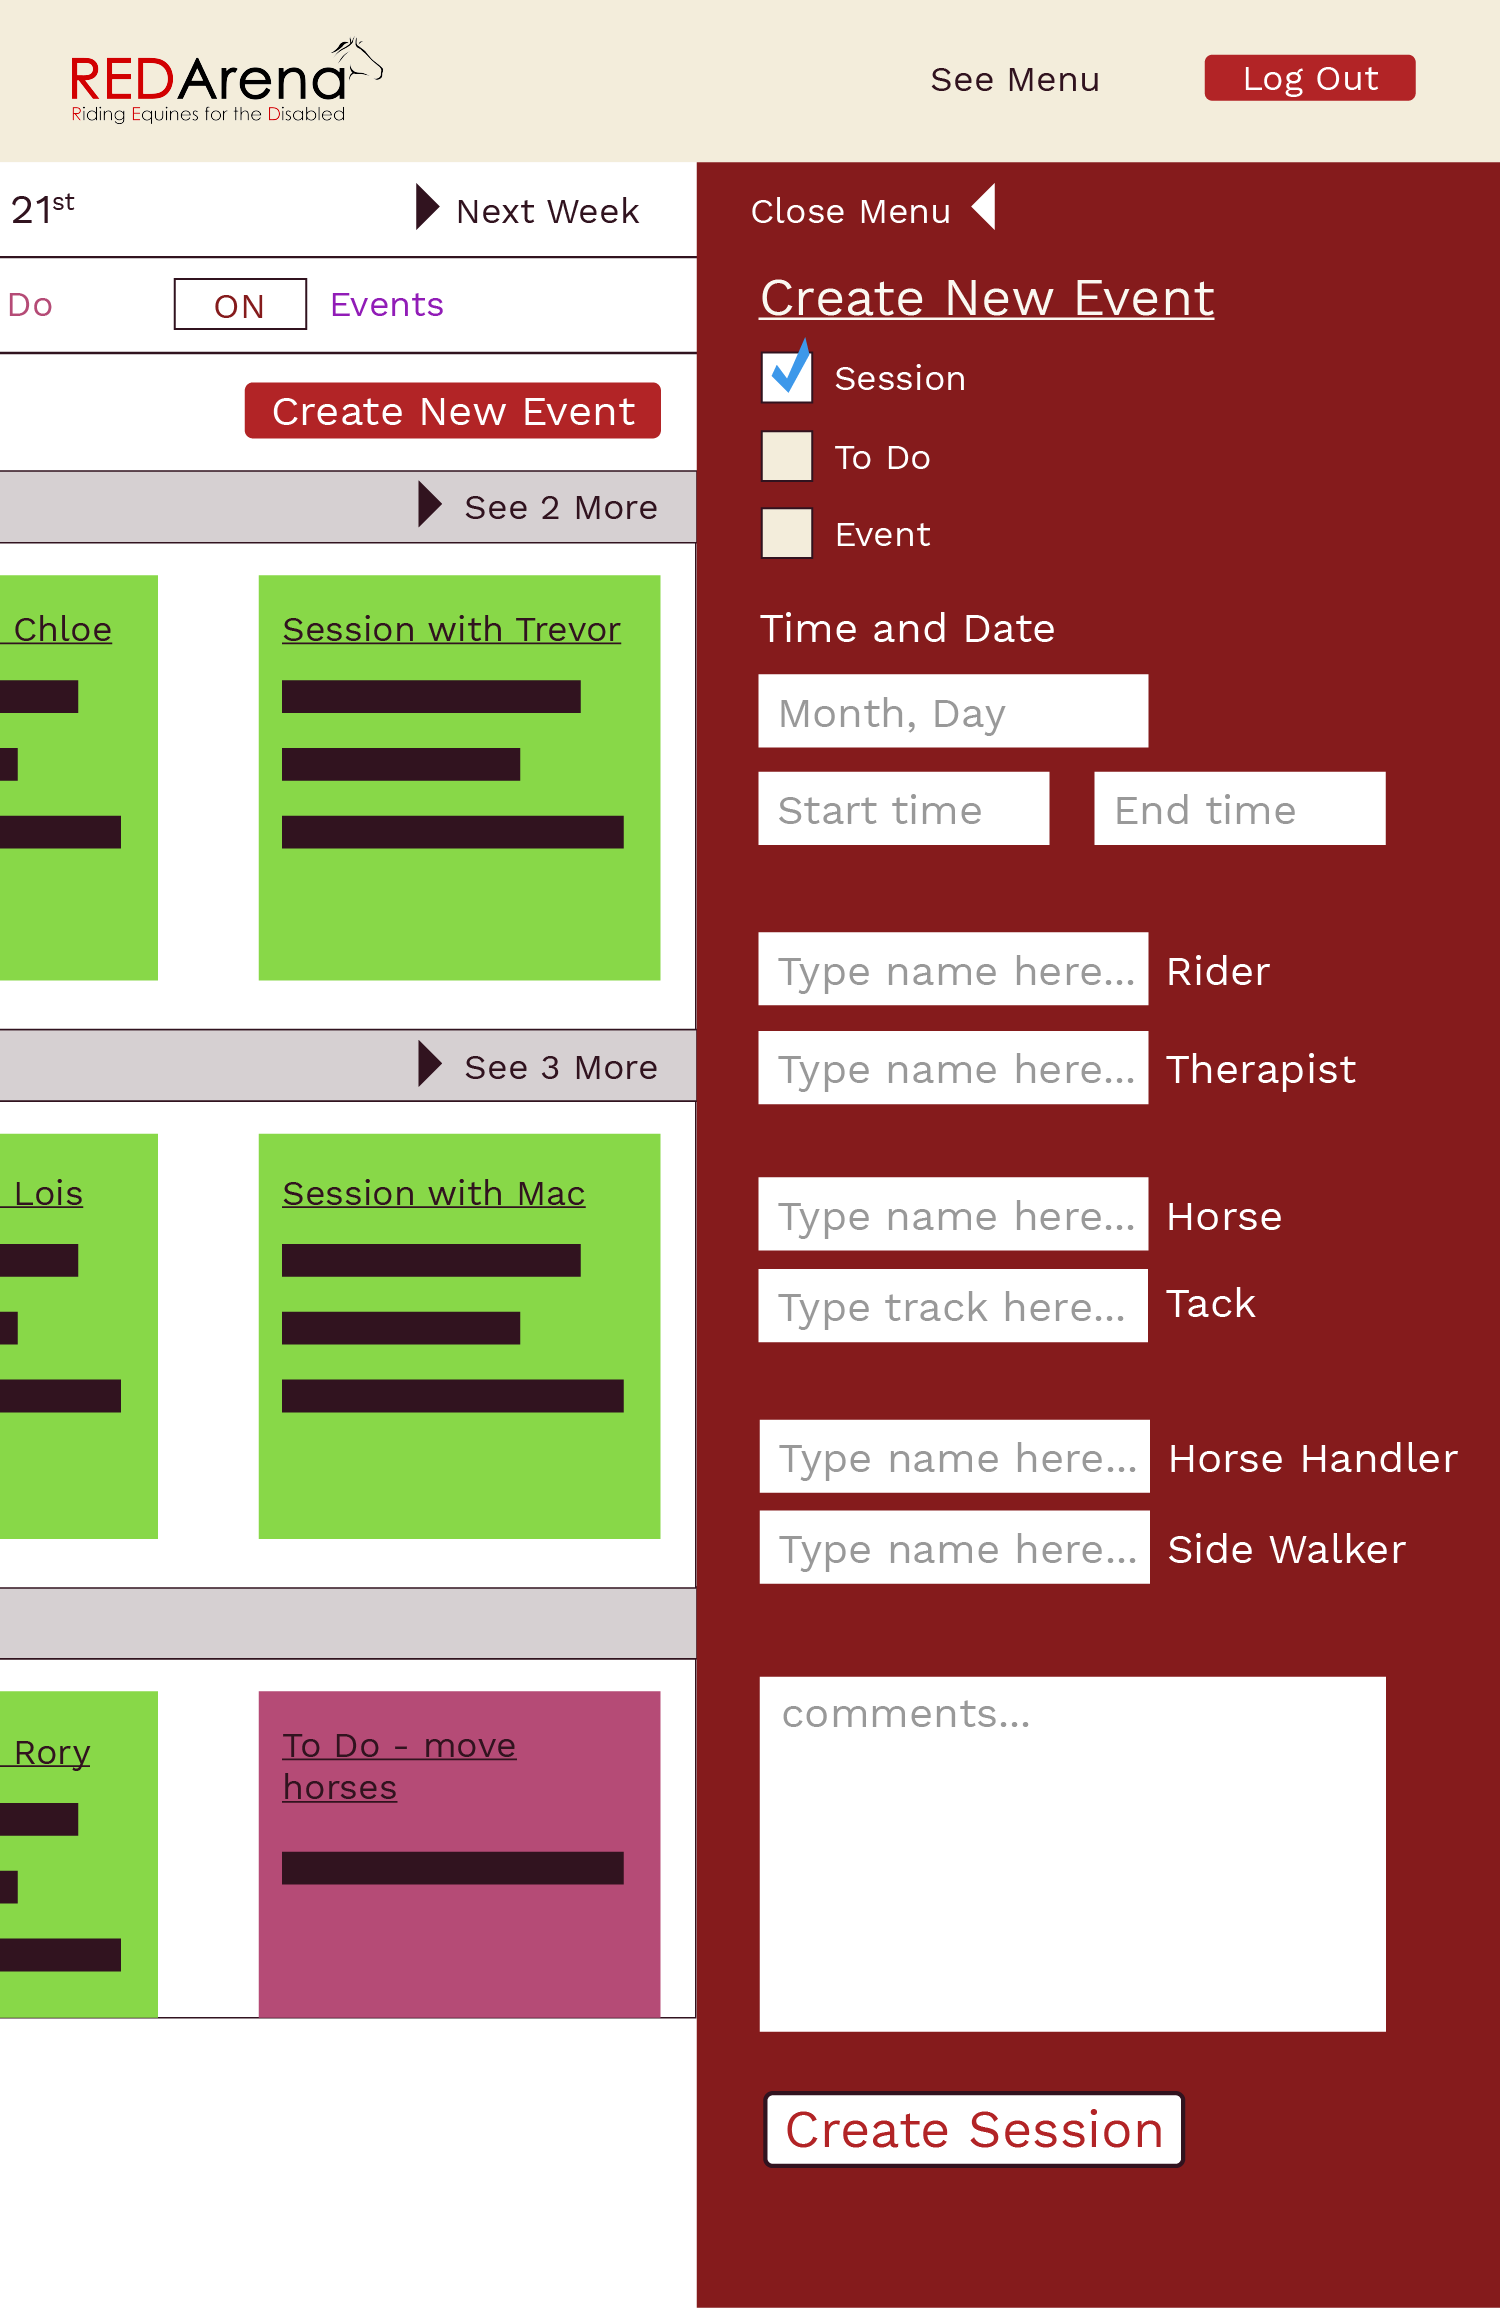 REDArena
Riding Equines for the Disabled
See Menu
Log Out
21st
Next Week
Do
ON
Events
Create New Event
See 2 More
Chloe
Session with Trevor
See 3 More
Lois
Session with Mac
Rory
To Do - move
horses
Close Menu
Create New Event
Session
To Do
Event
Time and Date
Month, Day
Start time
End time
Type name here... Rider
Type name here... Therapist
Type name here... Horse
Type track here... Tack
Type name here... Horse Handler
Type name here... Side Walker
comments...
Create Session